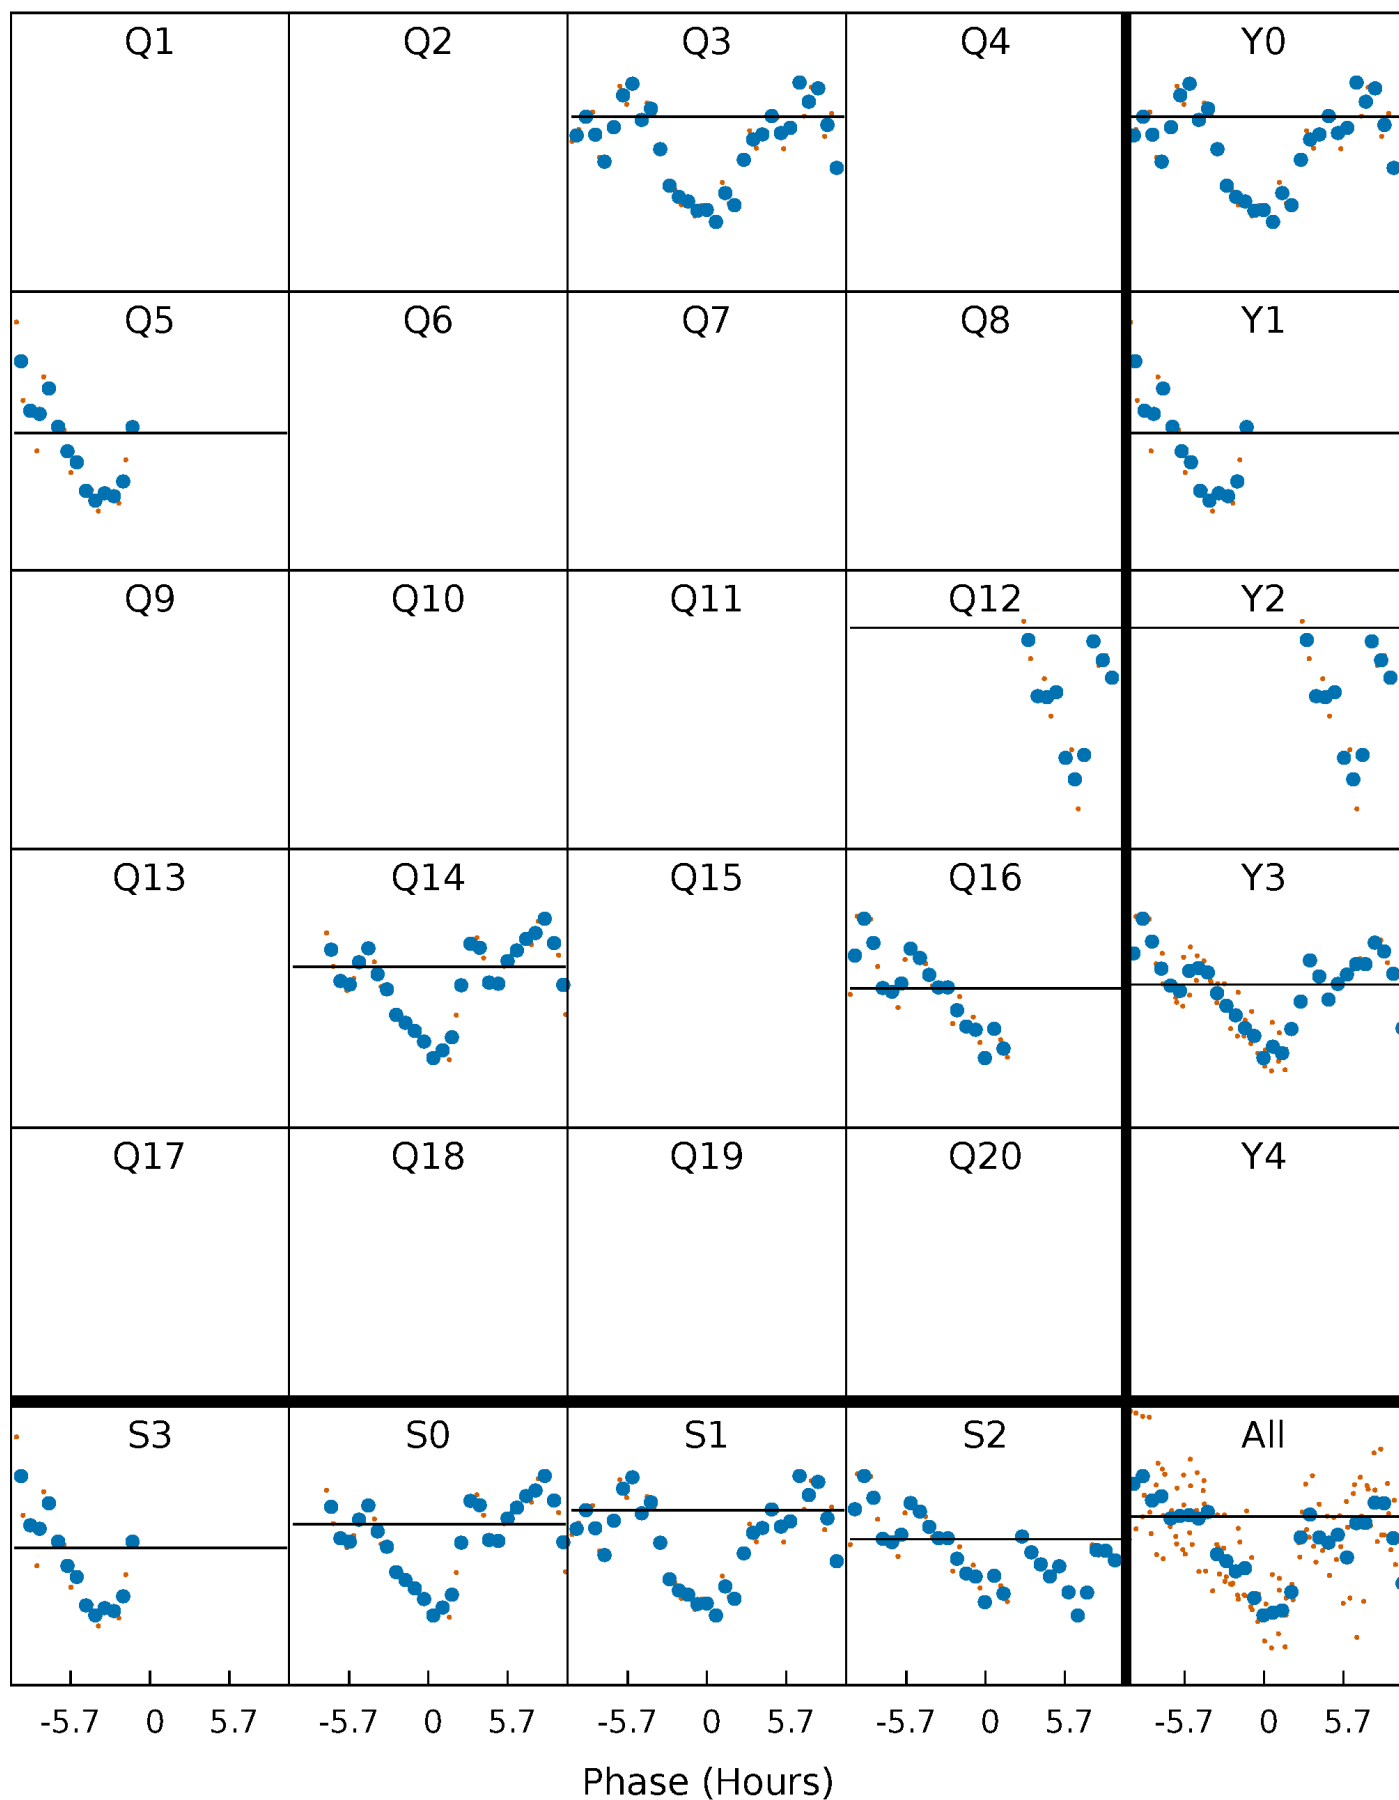 Q1 Q2 Q3 Q4 Y0
Q5 Q6 Q7 Q8 Y1
Q9 Q10 Q11 Q12 Y2
Q13 Q14 Q15 Q16 Y3
Q17 Q18 Q19 Q20 Y4
S3 S0 S1 S2 All
-5.7 0 5.7 -5.7 0 5.7 -5.7 0 5.7 -5.7 0 5.7 -5.7 0 5.7
Phase (Hours)